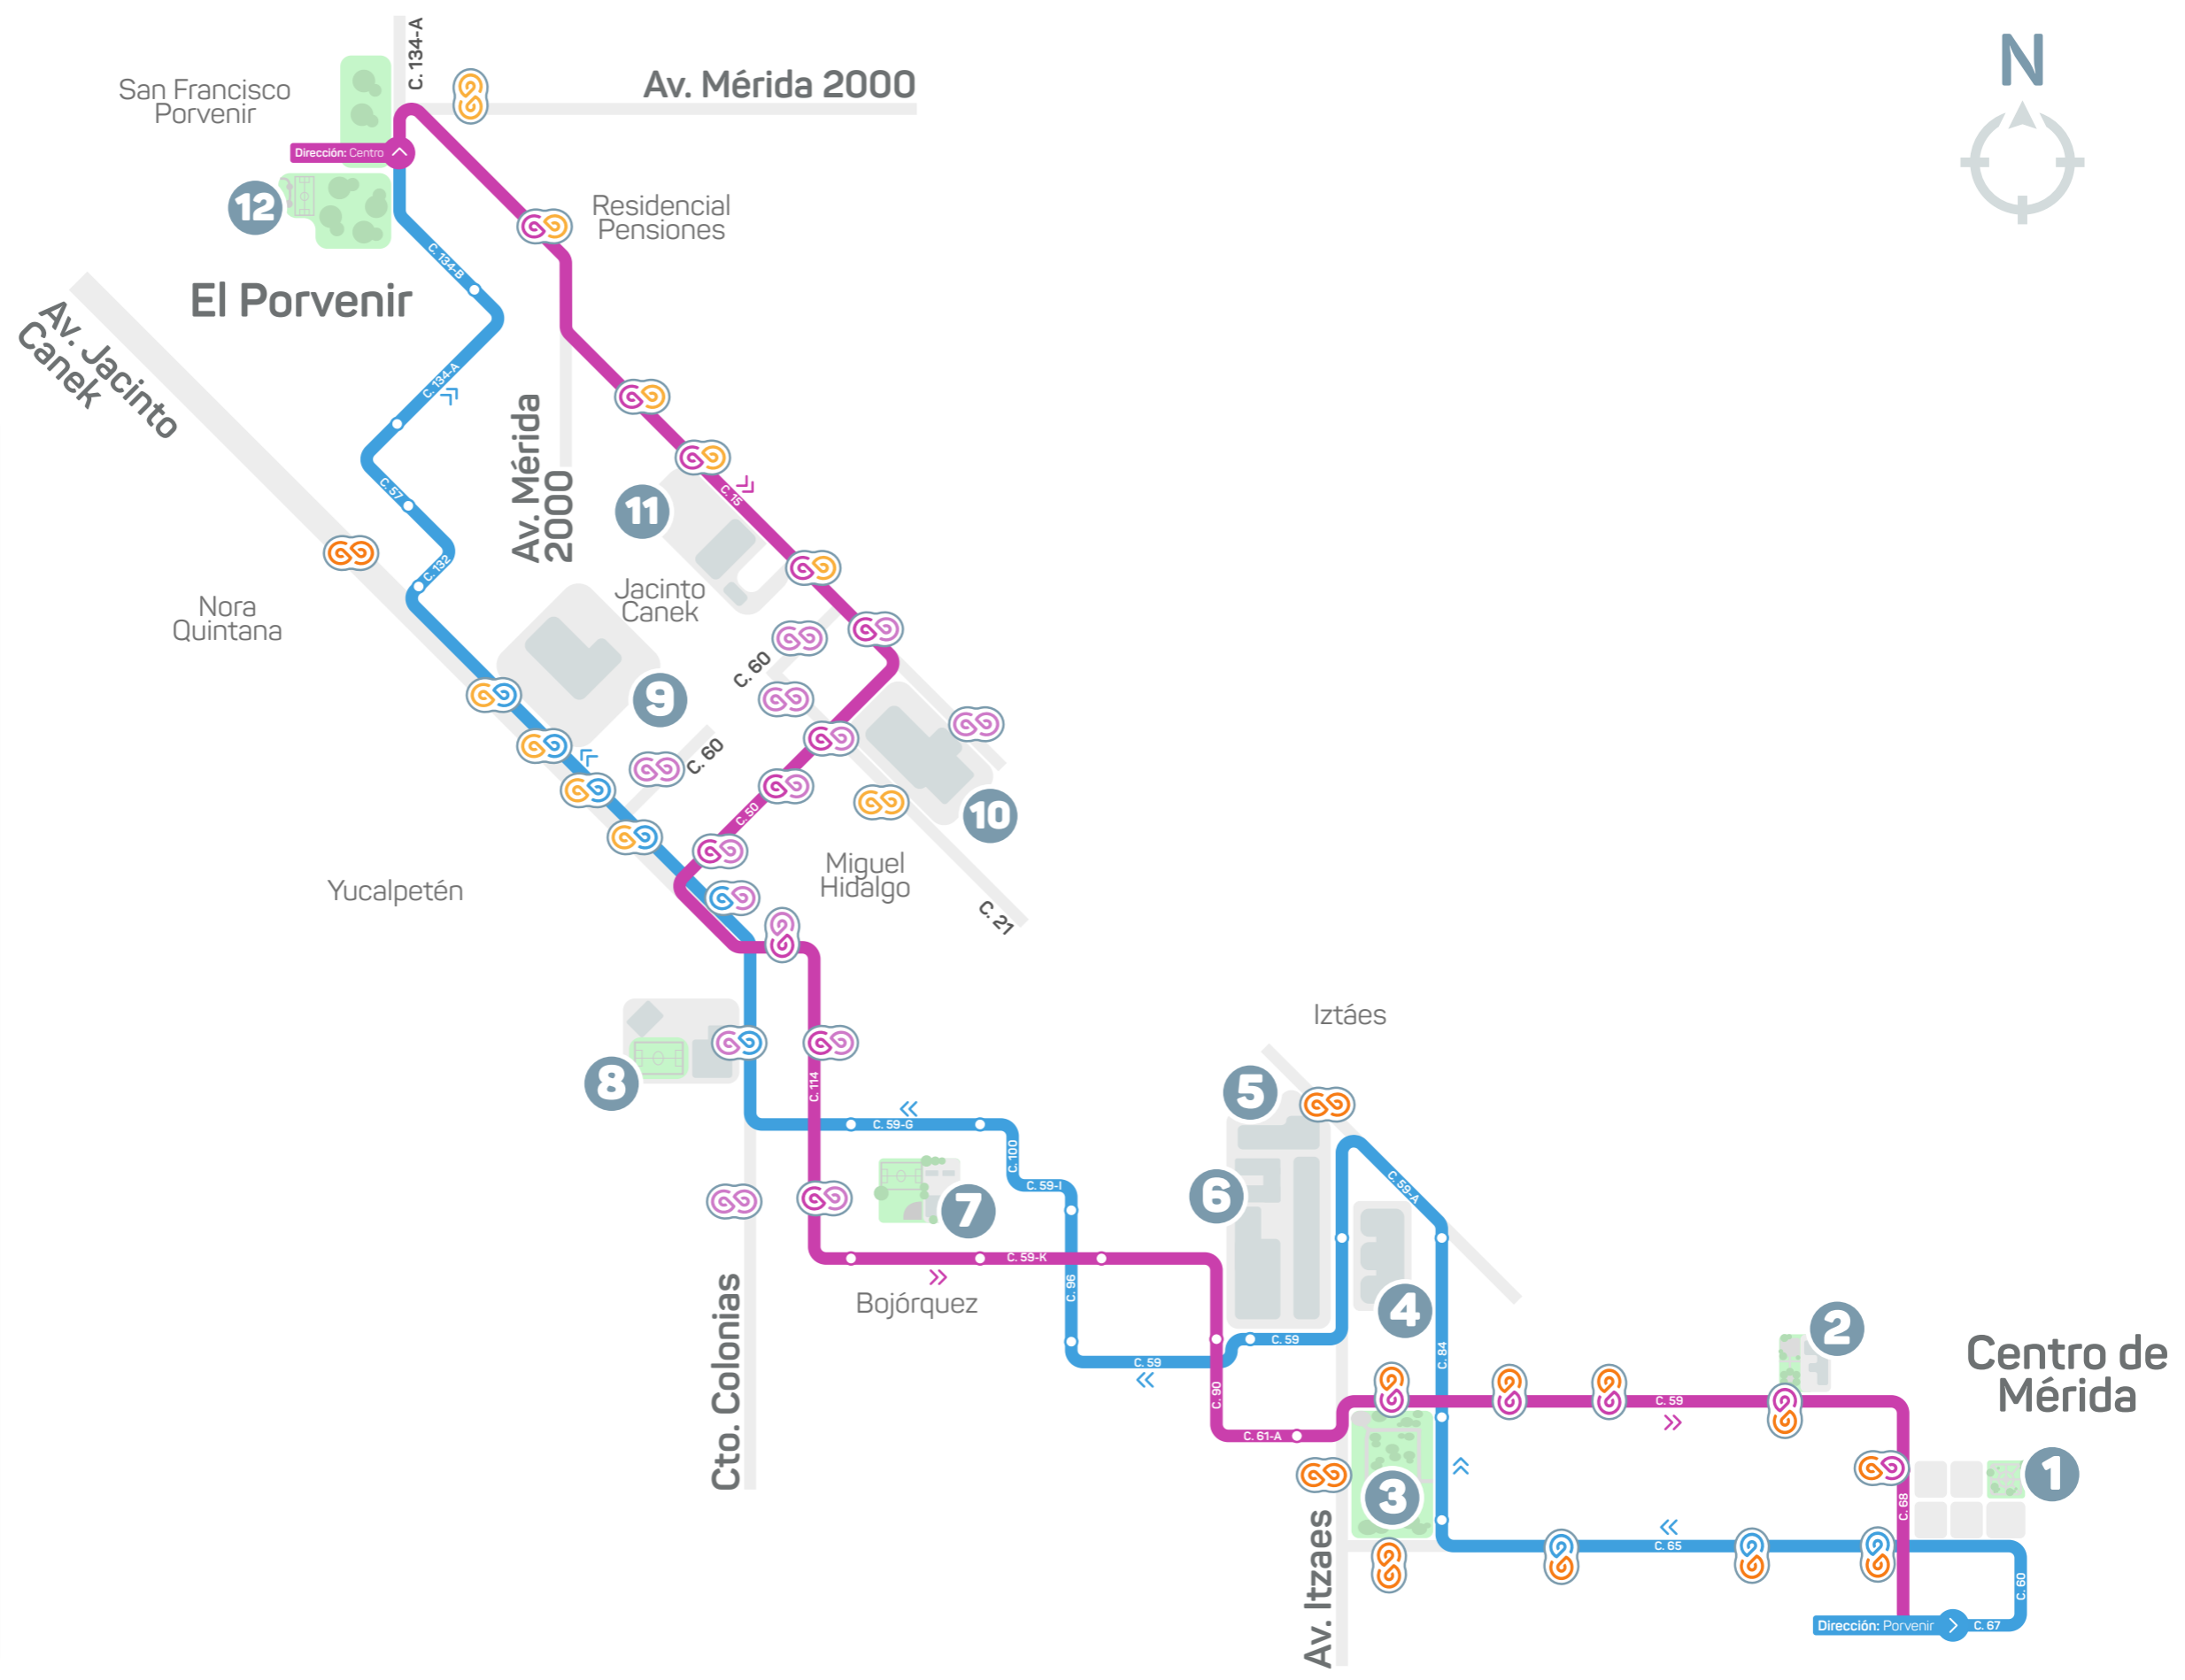 C. 134-A
N
San Francisco
Porvenir
Av. Mérida 2000
Dirección: Centro
12
Residencial
Pensiones
C. 134-B
El Porvenir
Av. Jacinto
Canek
C. 134-A
Av. Mérida
2000
C. 57
C. 15
11
C. 132
Jacinto
Canek
Nora
Quintana
C. 60
9
C. 60
C. 50
10
Miguel
Hidalgo
Yucalpetén
C. 21
Iztáes
8
C. 114
5
C. 59-G
C. 100
C. 59-I
6
7
C. 59-A
C. 59-K
C. 96
Bojórquez
4
2
C. 59
C. 84
C. 59
Centro de
Mérida
Cto. Colonias
C. 90
C. 59
C. 61-A
3
1
C. 68
C. 65
Av. Itzaes
C. 60
Dirección: Porvenir
C. 67